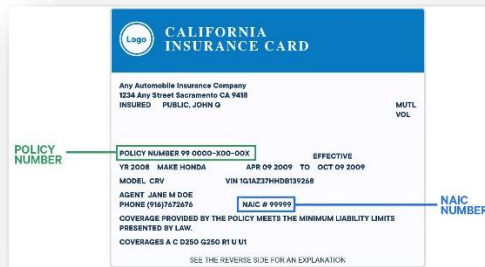 Logo
CALIFORNIA
INSURANCE CARD
Any Automobile Insurance Company
1234 Any Street Sacramento CA 9418
INSURED PUBLIC, JOHN Q
MUTL
VOL
POLICY
NUMBER
POLICY NUMBER 99 0000-X00-00X
EFFECTIVE
YR 2008 MAKE HONDA APR 09 2009 TO OCT 09 2009
MODEL CRV VIN 1G1AZ37HHDB139268
AGENT JANE M DOE
PHONE (916)7672676 NAIC # 99999
NAIC
NUMBER
COVERAGE PROVIDED BY THE POLICY MEETS THE MINIMUM LIABILITY LIMITS
PRESENTED BY LAW.
COVERAGES A C D250 G250 R1 U U1
SEE THE REVERSE SIDE FOR AN EXPLANATION